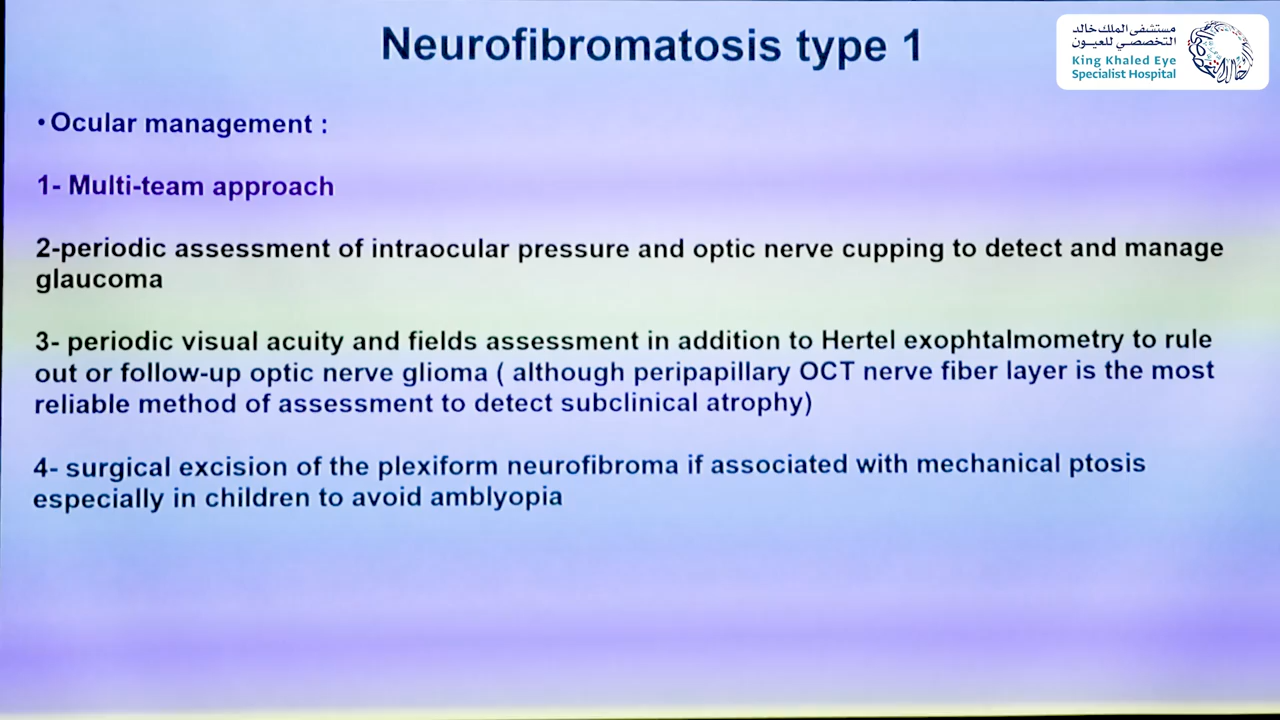 Neurofibromatosis type 1
مستشفى الملك خالد
التخصصي للعيون
King Khaled Eye
Specialist Hospital
•Ocular management :
1- Multi-team approach
2-periodic assessment of intraocular pressure and optic nerve cupping to detect and manage
glaucoma
3- periodic visual acuity and fields assessment in addition to Hertel exophtalmometry to rule
out or follow-up optic nerve glioma ( although peripapillary OCT nerve fiber layer is the most
reliable method of assessment to detect subclinical atrophy)
4- surgical excision of the plexiform neurofibroma if associated with mechanical ptosis
especially in children to avoid amblyopia